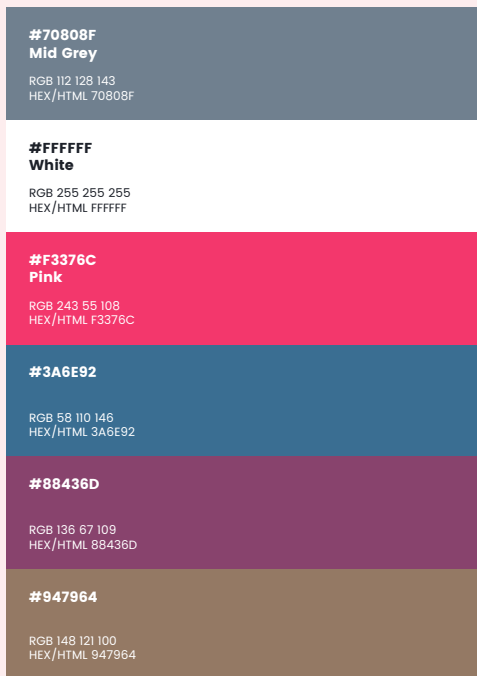 #70808F
Mid Grey
RGB 112 128 143
HEX/HTML 70808F
#FFFFFF
White
RGB 255 255 255
HEX/HTML FFFFFF
#F3376C
Pink
RGB 243 55 108
HEX/HTML F3376C
#3A6E92
RGB 58 110 146
HEX/HTML 3A6E92
#88436D
RGB 136 67 109
HEX/HTML 88436D
#947964
RGB 148 121 100
HEX/HTML 947964